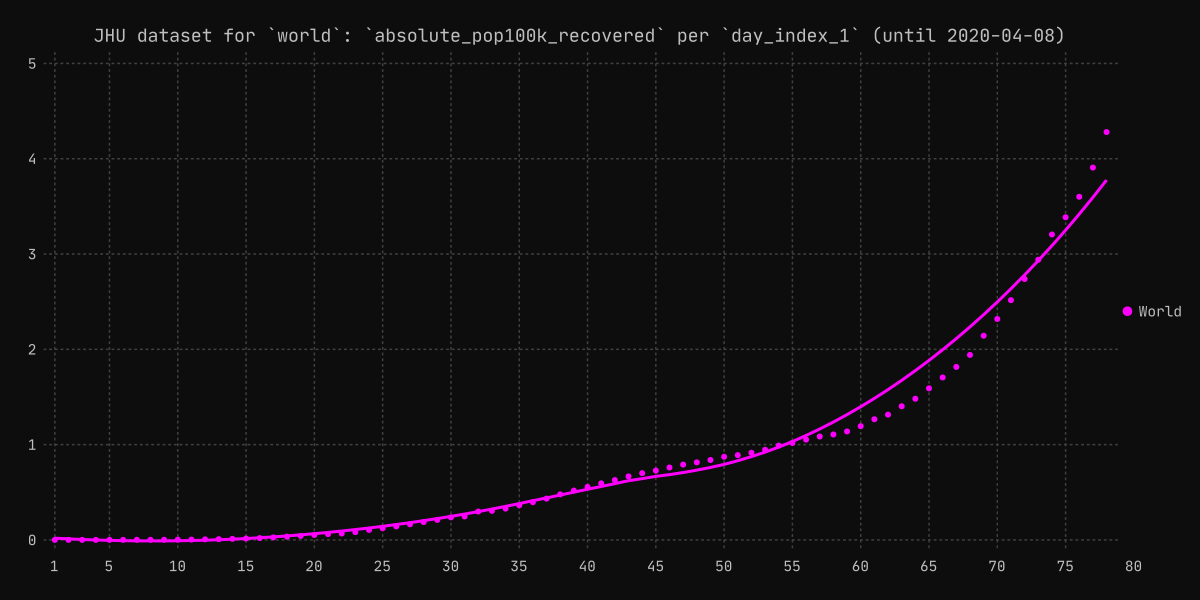 JHU dataset for `world`: `absolute_pop100k_recovered` per `day_index_1` (until 2020-04-08)
5
4
3
2
1
0
World
1 5 10 15 20 25 30 35 40 45 50 55 60 65 70 75 80